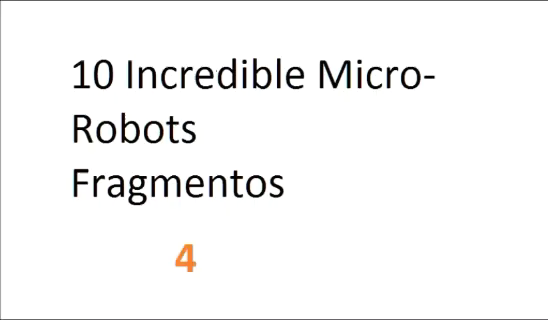 10 Incredible Micro-
Robots
Fragmentos
4